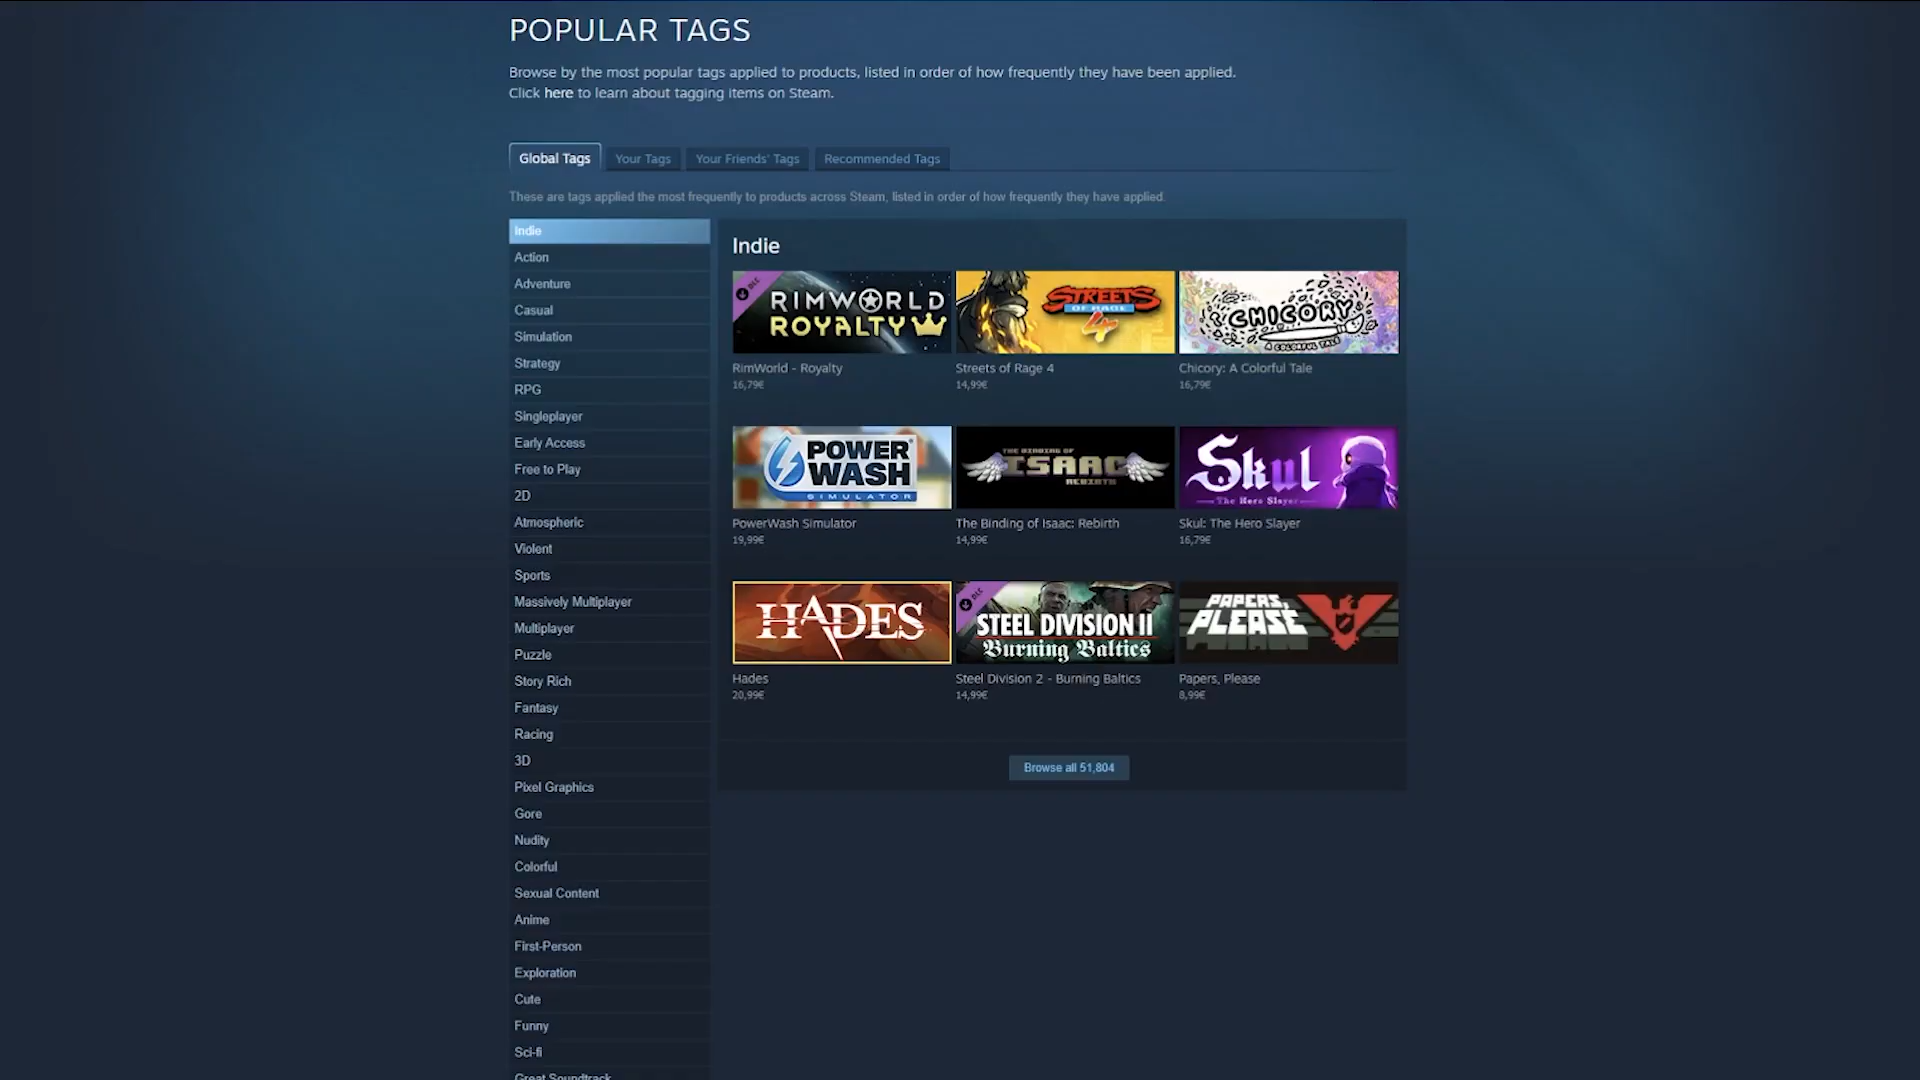 POPULAR TAGS
Browse by the most popular tags applied to products, listed in order of how frequently they have been applied.
Click here to learn about tagging items on Steam.
Global Tags
Your Tags
Your Friends' Tags
Recommended Tags
These are tags applied the most frequently to products across Steam, listed in order of how frequently they have applied.
Indie
Action
Adventure
Casual
Simulation
Strategy
RPG
Singleplayer
Early Access
Free to Play
2D
Atmospheric
Violent
Sports
Massively Multiplayer
Multiplayer
Puzzle
Story Rich
Fantasy
Racing
3D
Pixel Graphics
Gore
Nudity
Colorful
Sexual Content
Anime
First-Person
Exploration
Cute
Funny
Sci-fi
Great Soundtrack
Indie
DLC
RIMWORLD
ROYALTY
RimWorld - Royalty
16,79€
STREETS
OF RAGE
4
Streets of Rage 4
14,99€
CHICORY
A COLORFUL TALE
Chicory: A Colorful Tale
16,79€
POWER
WASH
SIMULATOR
PowerWash Simulator
19,99€
THE BINDING OF
ISAAC
REBIRTH
The Binding of Isaac: Rebirth
14,99€
Skul
The Hero Slayer
Skul: The Hero Slayer
16,79€
HADES
Hades
20,99€
DLC
STEEL DIVISION II
Burning Baltics
Steel Division 2 - Burning Baltics
14,99€
PAPERS,
PLEASE
Papers, Please
8,99€
Browse all 51,804